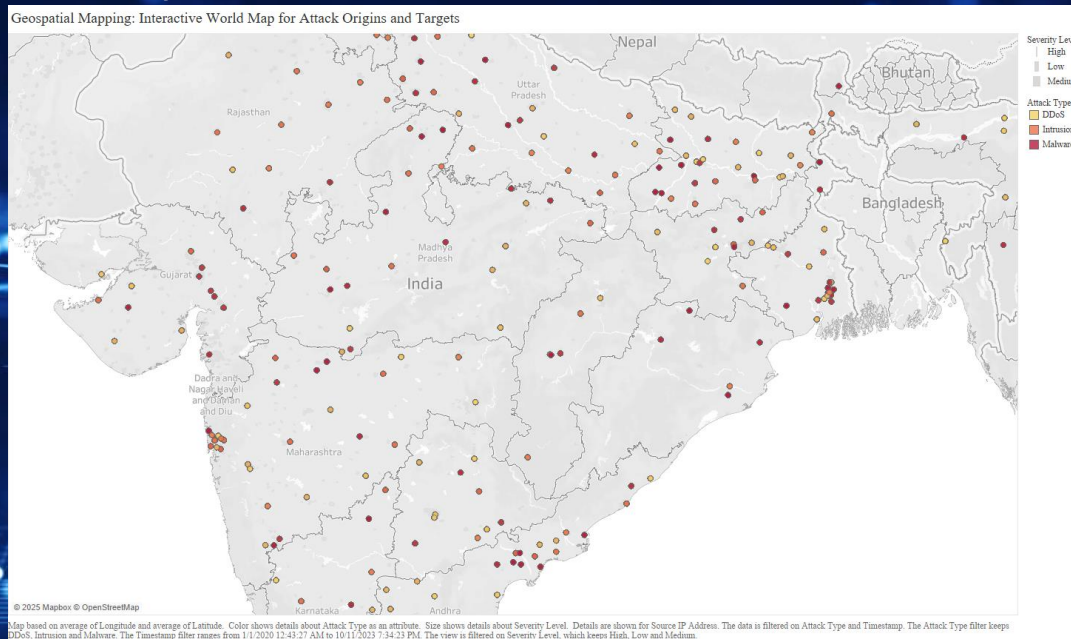 Geospatial Mapping: Interactive World Map for Attack Origins and Targets
Severity Lev
High
Low
Mediu
Attack Type
DDoS
Intrusion
Malware
Nepal
Bhutan
Uttar
Pradesh
Rajasthan
Bangladesh
Madhya
Pradesh
Gujarat
India
Dadra and
Nagar Haveli
and Daman
and Diu
Maharashtra
© 2025 Mapbox © OpenStreetMap
Karnataka
Andhra
Map based on average of Longitude and average of Latitude. Color shows details about Attack Type as an attribute. Size shows details about Severity Level. Details are shown for Source IP Address. The data is filtered on Attack Type and Timestamp. The Attack Type filter keeps
DDoS, Intrusion and Malware. The Timestamp filter ranges from 1/1/2020 12:43:27 AM to 10/11/2023 7:34:23 PM. The view is filtered on Severity Level, which keeps High, Low and Medium.